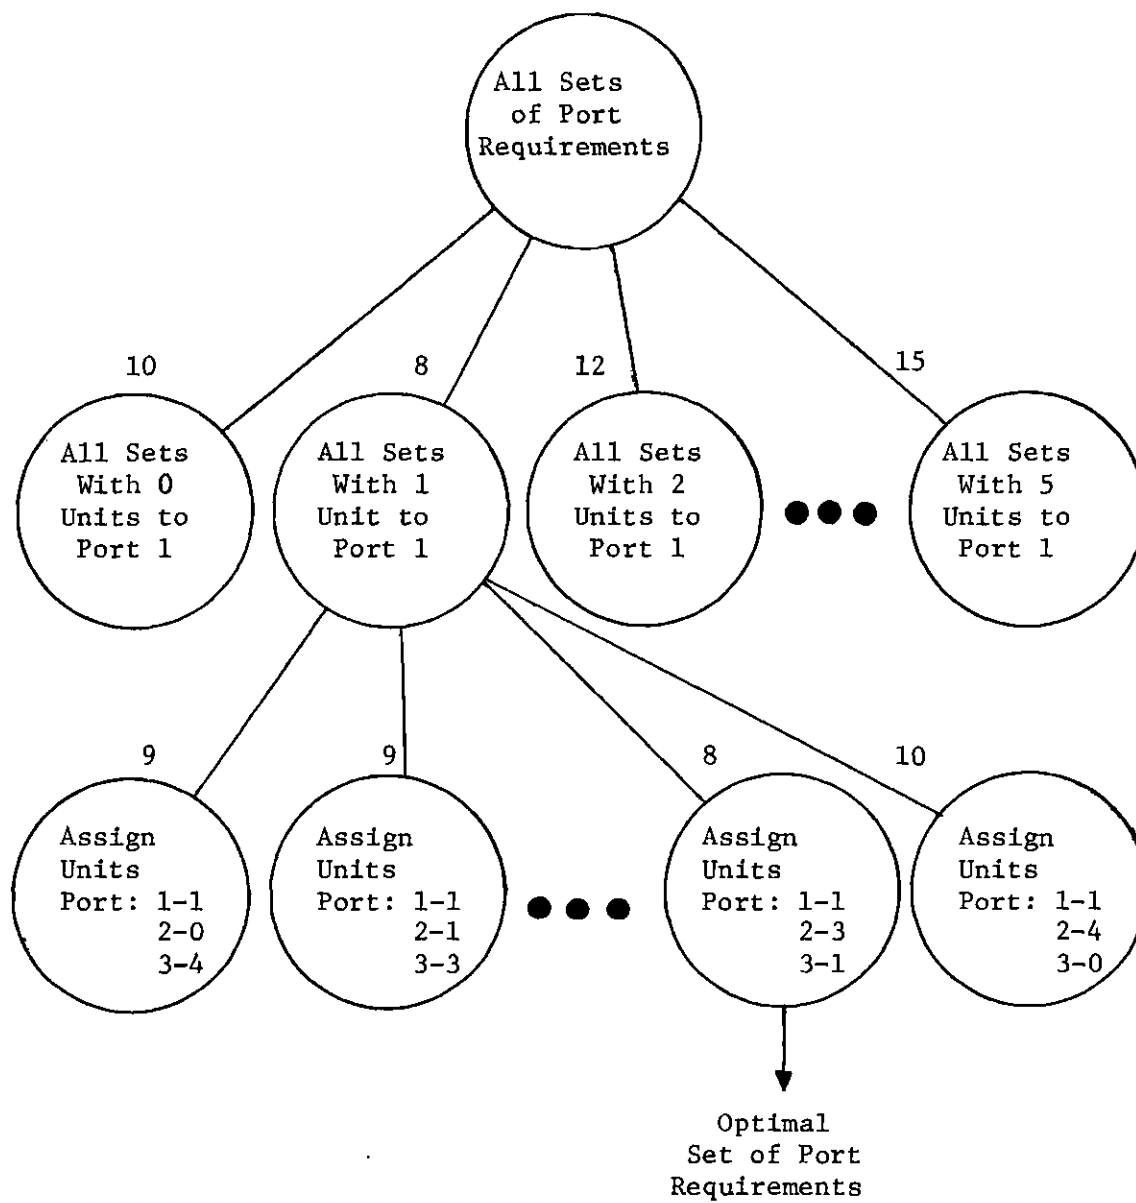 All Sets
of Port
Requirements
10
8
12
15
All Sets
With 0
Units to
Port 1
All Sets
With 1
Unit to
Port 1
All Sets
With 2
Units to
Port 1
All Sets
With 5
Units to
Port 1
9
9
8
10
Assign
Units
Port: 1-1
2-0
3-4
Assign
Units
Port: 1-1
2-1
3-3
Assign
Units
Port: 1-1
2-3
3-1
Assign
Units
Port: 1-1
2-4
3-0
Optimal
Set of Port
Requirements